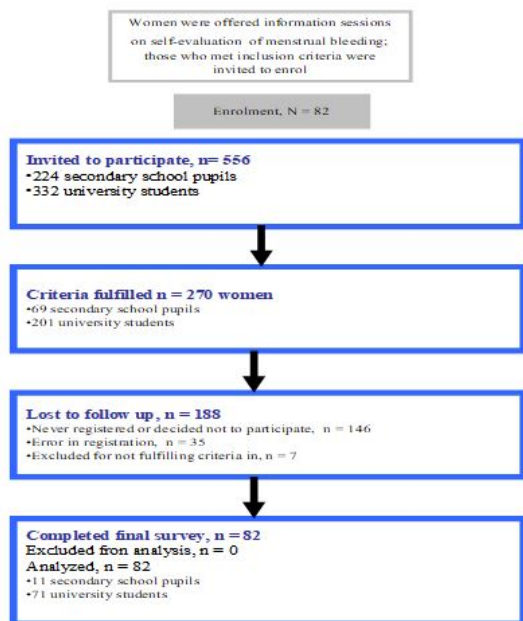 Women were offered information sessions
on self-evaluation of menstrual bleeding;
those who met inclusion criteria were
invited to enrol
Enrolment, N = 82
Invited to participate, n= 556
•224 secondary school pupils
•332 university students
Criteria fulfilled n = 270 women
•69 secondary school pupils
•201 university students
Lost to follow up, n = 188
•Never registered or decided not to participate, n = 146
•Error in registration, n = 35
•Excluded for not fulfilling criteria in, n = 7
Completed final survey, n = 82
Excluded fron analysis, n = 0
Analyzed, n = 82
•11 secondary school pupils
•71 university students